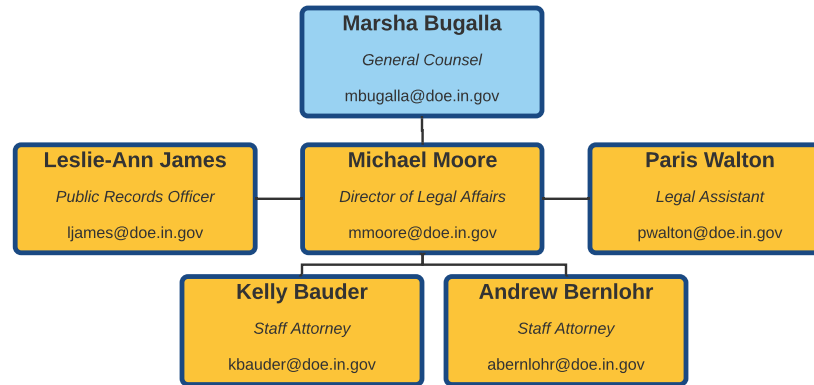 Marsha Bugalla
General Counsel
mbugalla@doe.in.gov
Leslie-Ann James
Public Records Officer
ljames@doe.in.gov
Michael Moore
Director of Legal Affairs
mmoore@doe.in.gov
Paris Walton
Legal Assistant
pwalton@doe.in.gov
Kelly Bauder
Staff Attorney
kbauder@doe.in.gov
Andrew Bernlohr
Staff Attorney
abernlohr@doe.in.gov